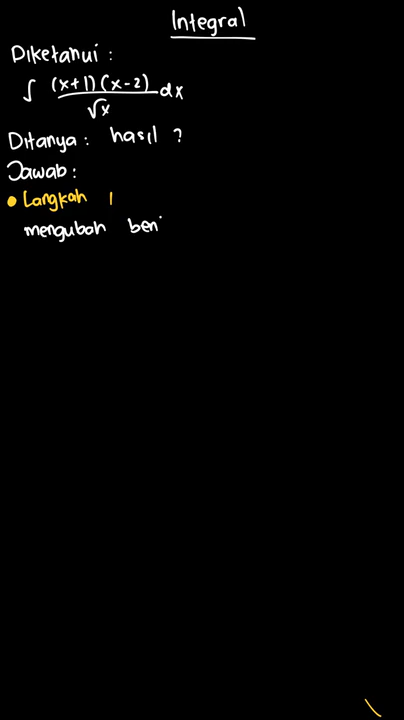 Integral
Diketahui :
∫ (x+1)(x-2)/√x dx
Ditanya : hasil ?
Jawab :
• Langkah 1
mengubah ben